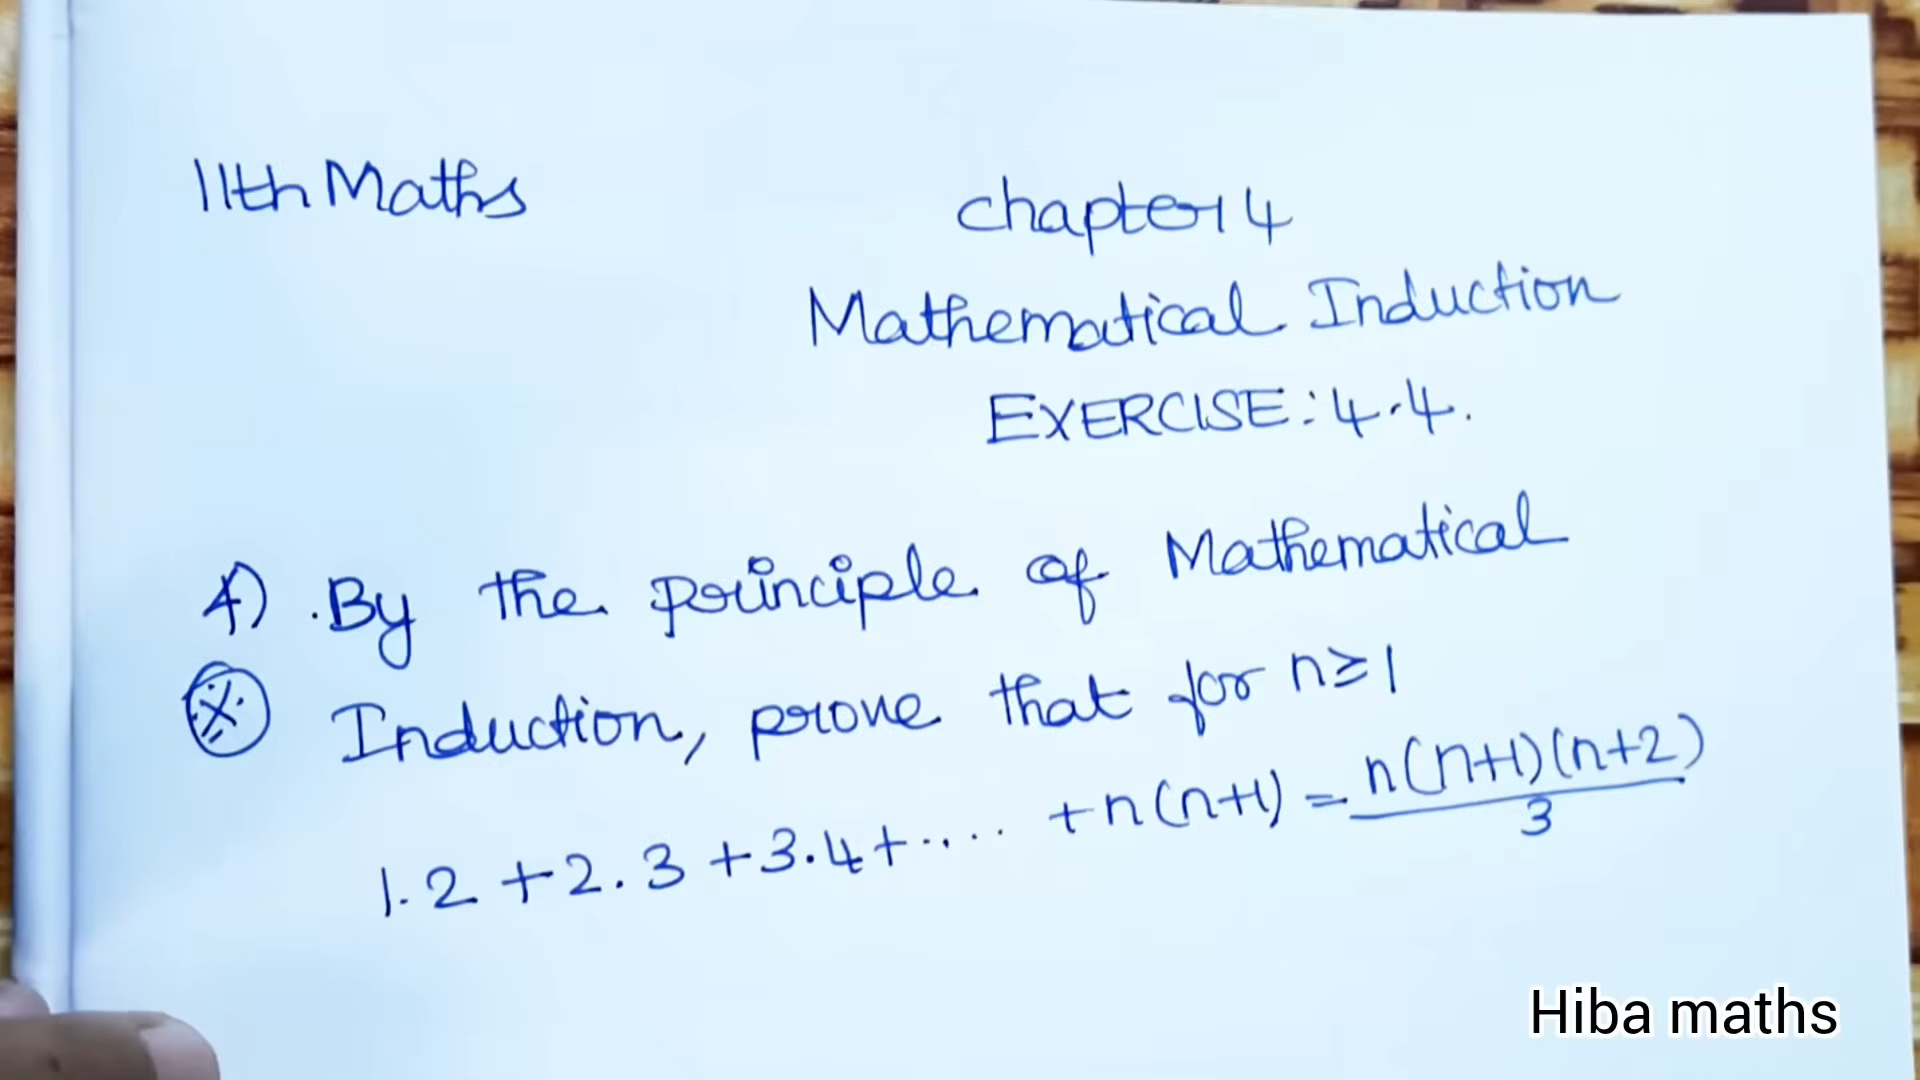 11th Maths
chapter 4
Mathematical Induction
EXERCISE: 4.4.
4) By the principle of Mathematical
Induction, prove that for n≥1
1.2 + 2.3 + 3.4 + .... + n(n+1) = n(n+1)(n+2)
3
Hiba maths